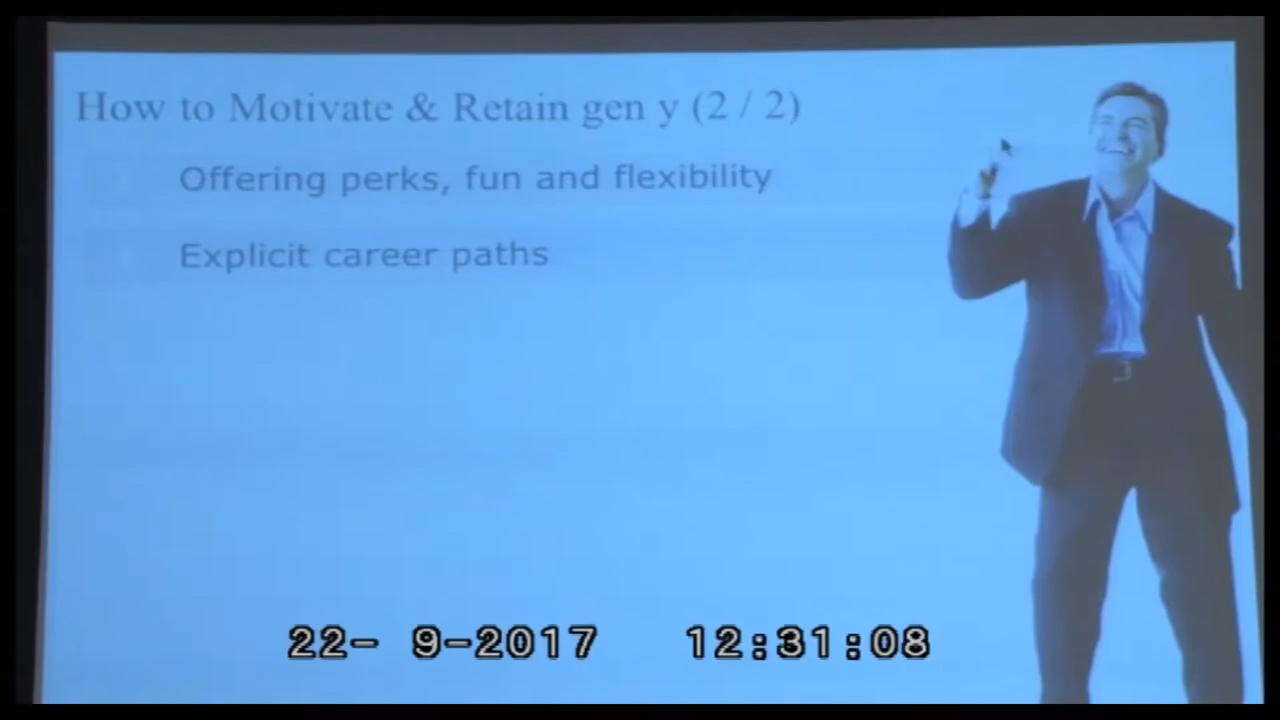 How to Motivate & Retain gen y (2 / 2)
Offering perks, fun and flexibility
Explicit career paths
22- 9-2017 12:31:08